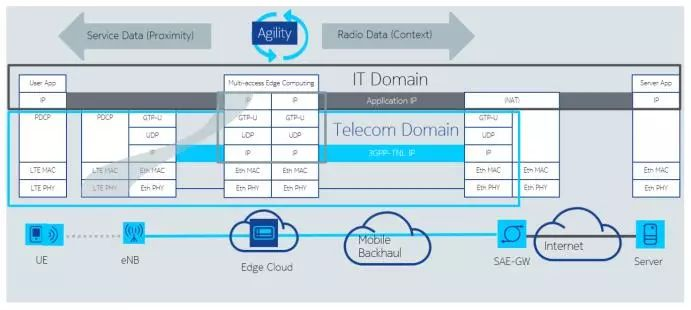 Service Data (Proximity)
Agility
Radio Data (Context)
IT Domain
User App
Multi-access Edge Computing
Server App
IP
IP
IP
Application IP
(NAT)
IP
PDCP
PDCP
GTP-U
GTP-U
GTP-U
Telecom Domain
GTP-U
PDCP
UDP
UDP
UDP
UDP
IP
IP
IP
3GPP-TNL IP
IP
LTE MAC
LTE MAC
Eth MAC
Eth MAC
Eth MAC
Eth MAC
Eth MAC
Eth MAC
LTE PHY
LTE PHY
Eth PHY
Eth PHY
Eth PHY
Eth PHY
Eth PHY
Eth PHY
UE
eNB
Edge Cloud
Mobile
Backhaul
SAE-GW
Internet
Server